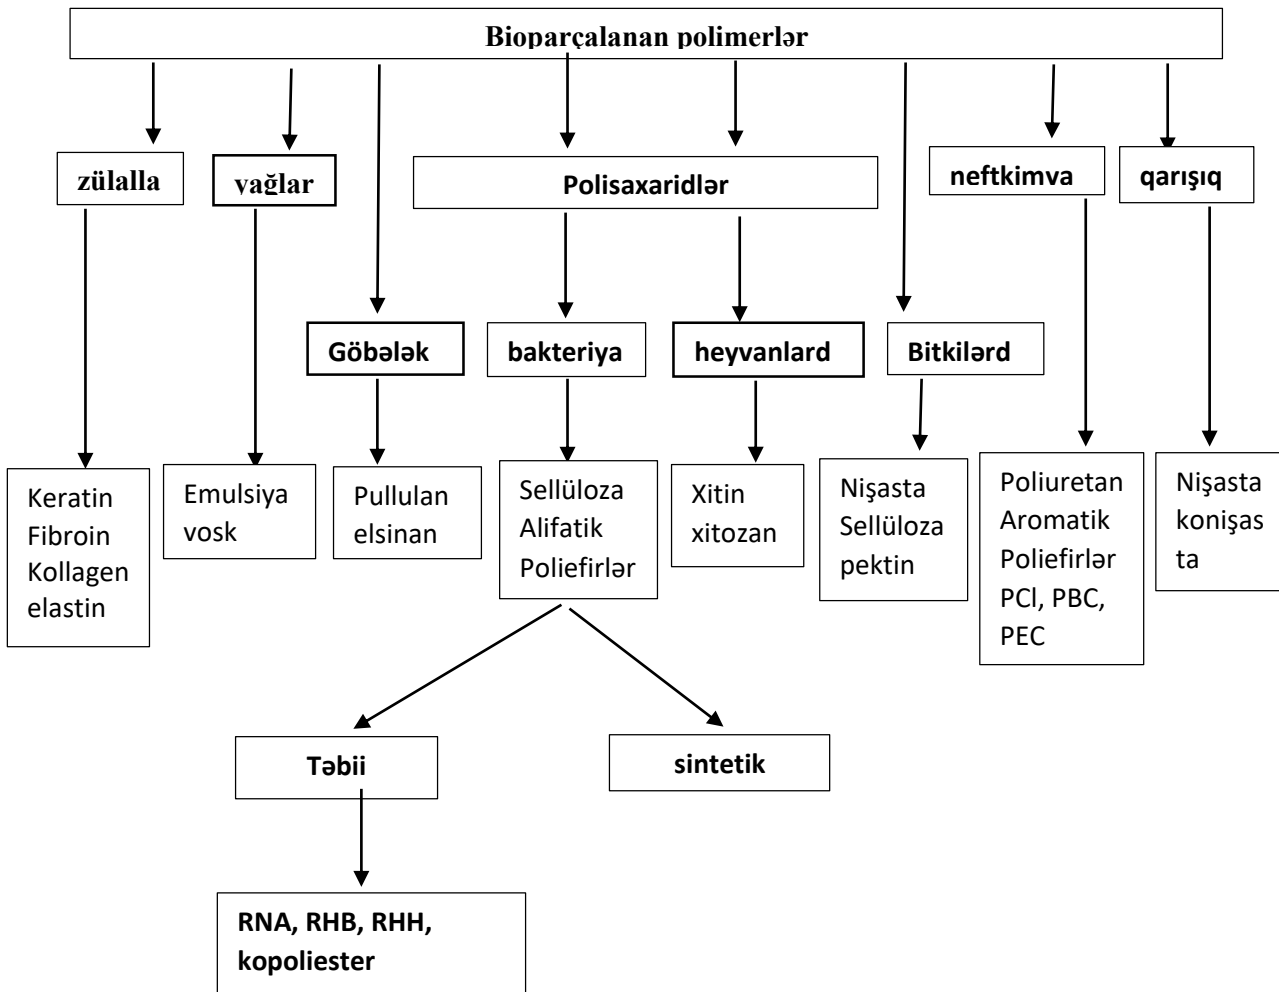 Bioparçalanan polimerlər
zülalla
yağlar
Polisaxaridlər
neftkimya
qarışıq
Göbələk
bakteriya
heyvanlard
Bitkilərd
Keratin
Fibroin
Kollagen
elastin
Emulsiya
vosk
Pullulan
elsinan
Sellüloza
Alifatik
Poliefirlər
Xitin
xitozan
Nişasta
Sellüloza
pektin
Poliuretan
Aromatik
Poliefirlər
PCl, PBC,
PEC
Nişasta
konişas
ta
Təbii
sintetik
RNA, RHB, RHH,
kopoliester